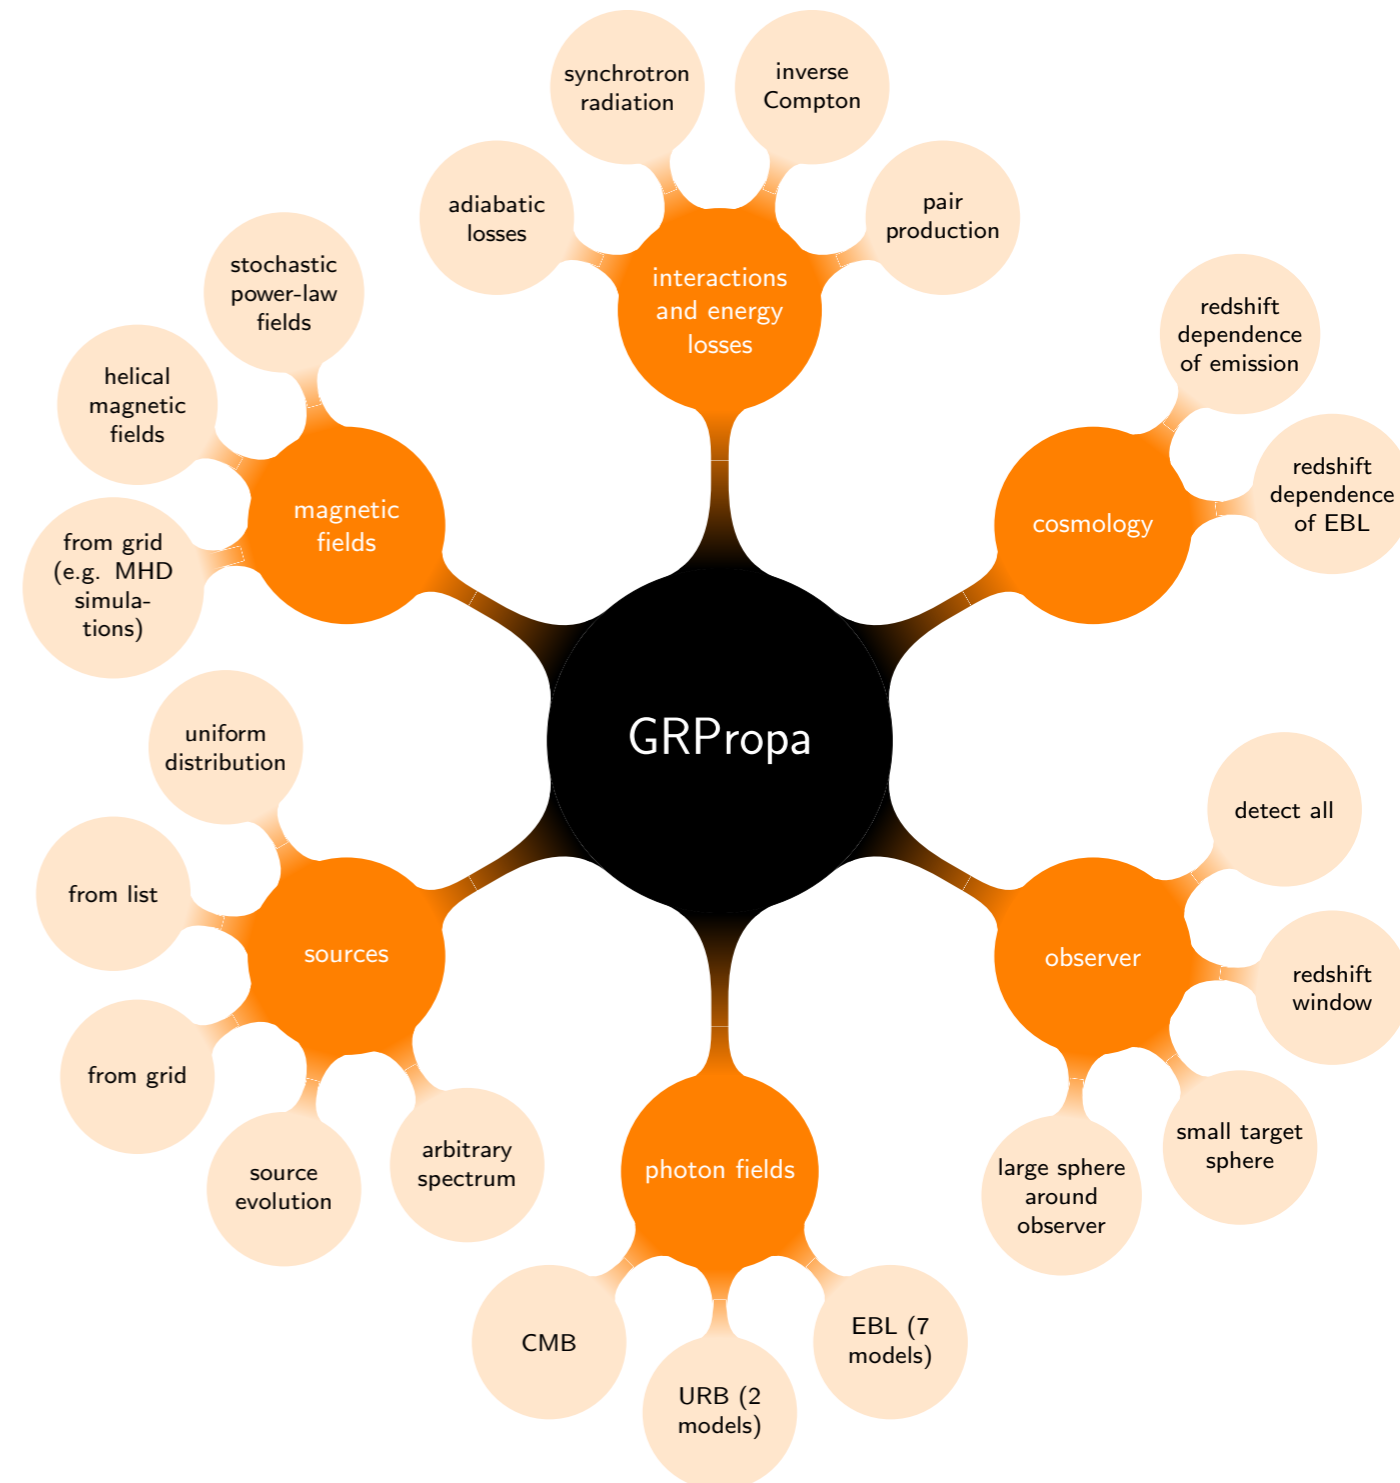 GRPropa
interactions
and energy
losses
adiabatic
losses
synchrotron
radiation
inverse
Compton
pair
production
cosmology
redshift
dependence
of emission
redshift
dependence
of EBL
observer
detect all
redshift
window
small target
sphere
large sphere
around
observer
photon fields
EBL (7
models)
URB (2
models)
CMB
sources
arbitrary
spectrum
source
evolution
from grid
from list
uniform
distribution
magnetic
fields
from grid
(e.g. MHD
simula-
tions)
helical
magnetic
fields
stochastic
power-law
fields